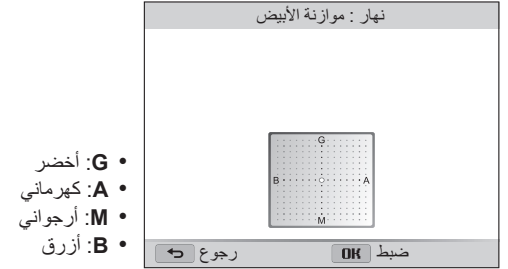 نهار : موازنة الأبيض
G
B A
M
رجوع ضبط OK
• G: أخضر
• A: كهرماني
• M: أرجواني
• B: أزرق